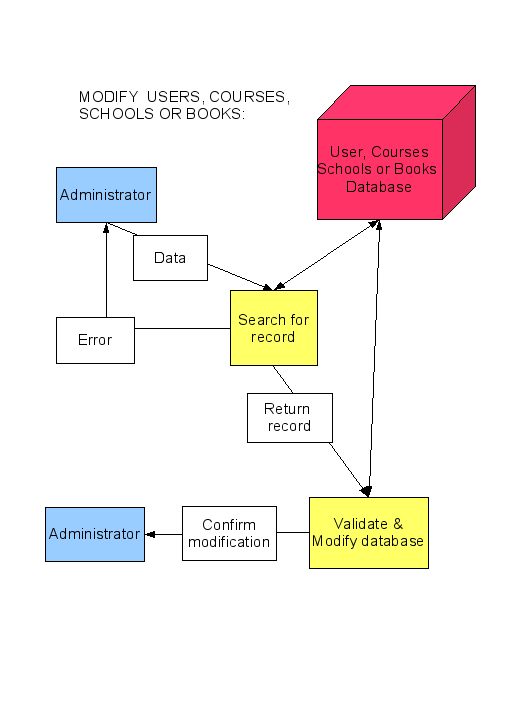 MODIFY USERS, COURSES,
SCHOOLS OR BOOKS:
User, Courses
Schools or Books
Database
Administrator
Data
Search for
record
Error
Return
record
Administrator
Confirm
modification
Validate &
Modify database